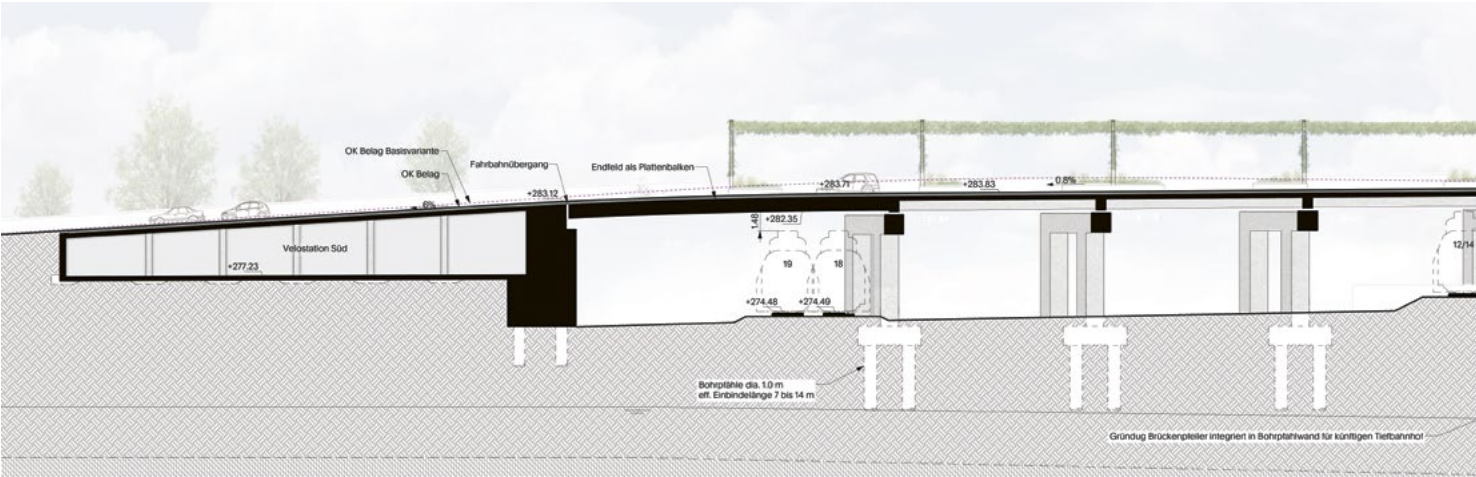 OK Belag Basisvariante
OK Belag
Fahrbahnübergang
Endfeld als Plattenbalken
+283.12
+283.71
+283.83
0.8%
6%
1.48
+282.35
Velostation Süd
+277.23
19
18
12/14
+274.48
+274.49
Bohrpfähle dia. 1.0 m
eff. Einbindelänge 7 bis 14 m
Gründug Brückenpfeiler integriert in Bohrpfahlwand für künftigen Tiefbahnhof